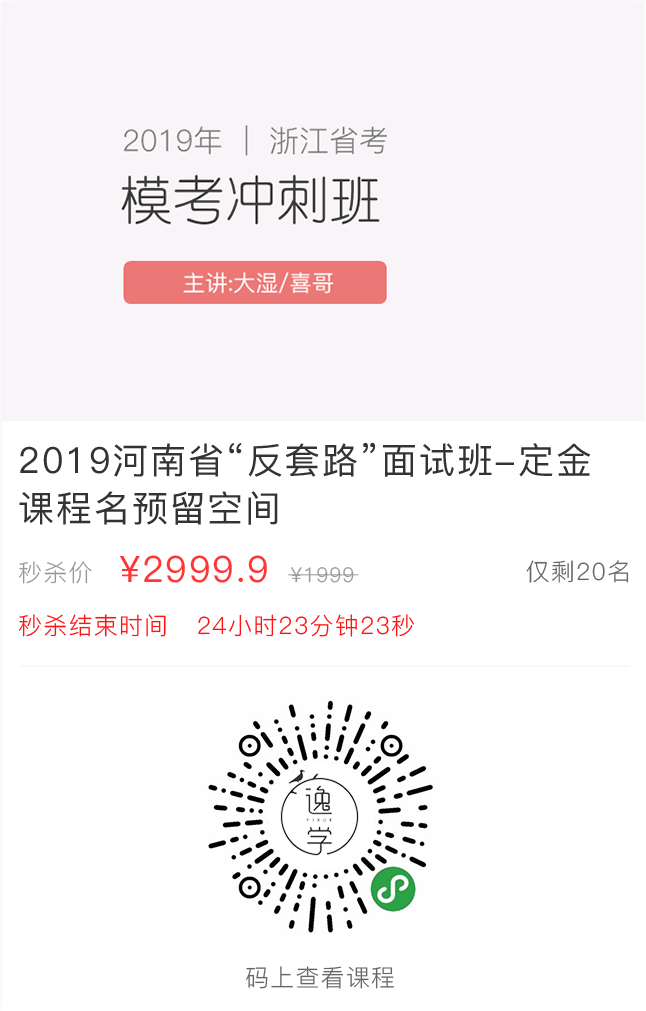 2019年 | 浙江省考
模考冲刺班
主讲:大湿/喜哥
2019河南省“反套路”面试班-定金
课程名预留空间
秒杀价 ¥2999.9 ¥1999 仅剩20名
秒杀结束时间 24小时23分钟23秒
逸
YIXUE
学
码上查看课程